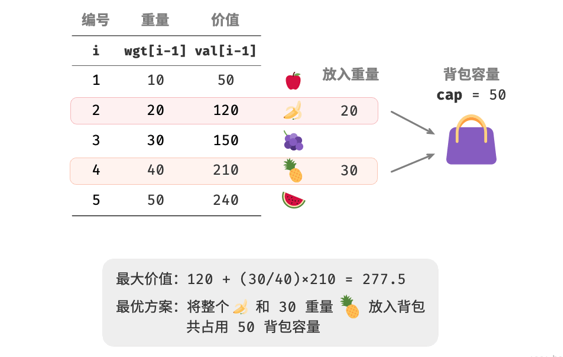 编号 重量 价值
i wgt[i-1] val[i-1] 放入重量 背包容量
cap = 50
1 10 50
2 20 120 20
3 30 150
4 40 210 30
5 50 240
最大价值：120 + (30/40)×210 = 277.5
最优方案：将整个 和 30 重量 放入背包
共占用 50 背包容量